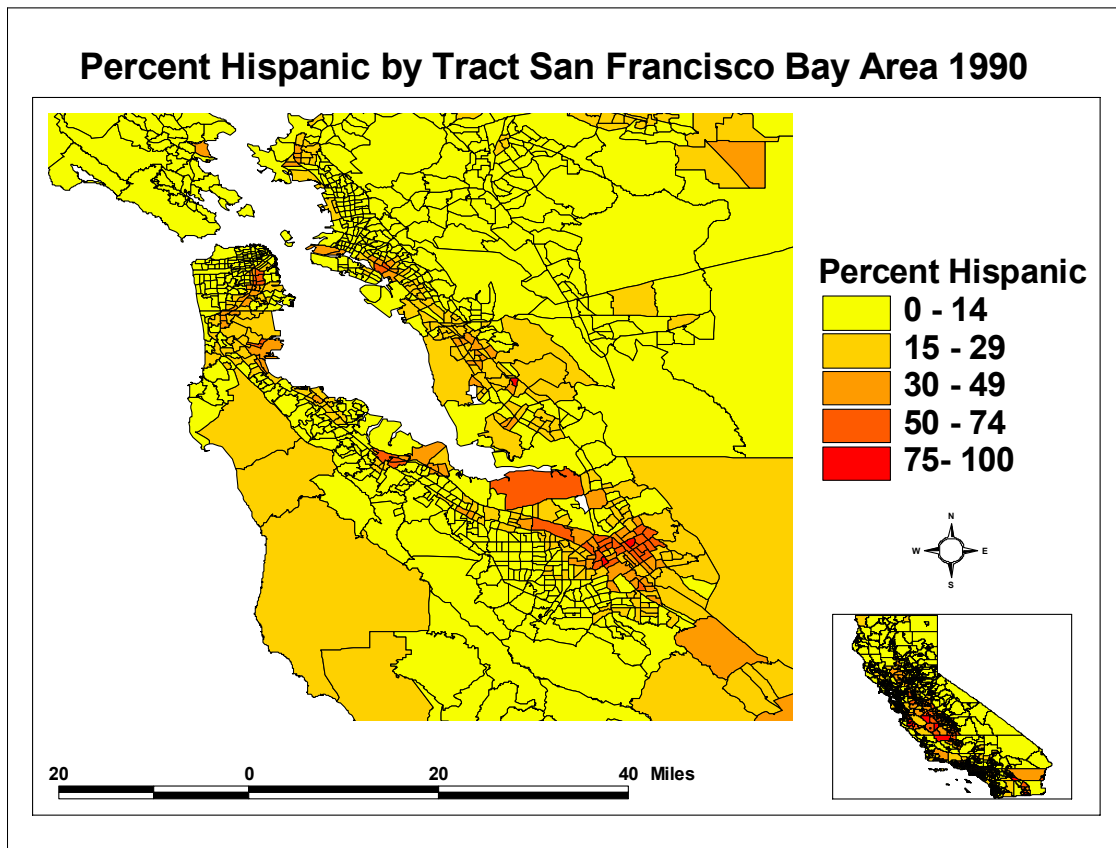 Percent Hispanic by Tract San Francisco Bay Area 1990
Percent Hispanic
0 - 14
15 - 29
30 - 49
50 - 74
75- 100
N
W E
S
20 0 20 40 Miles